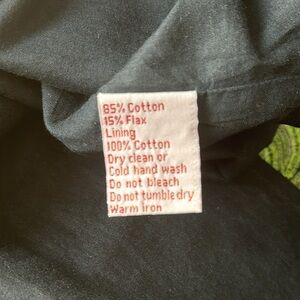 85% Cotton
15% Flax
Lining
100% Cotton
Dry clean or
Cold hand wash
Do not bleach
Do not tumble dry
Warm iron